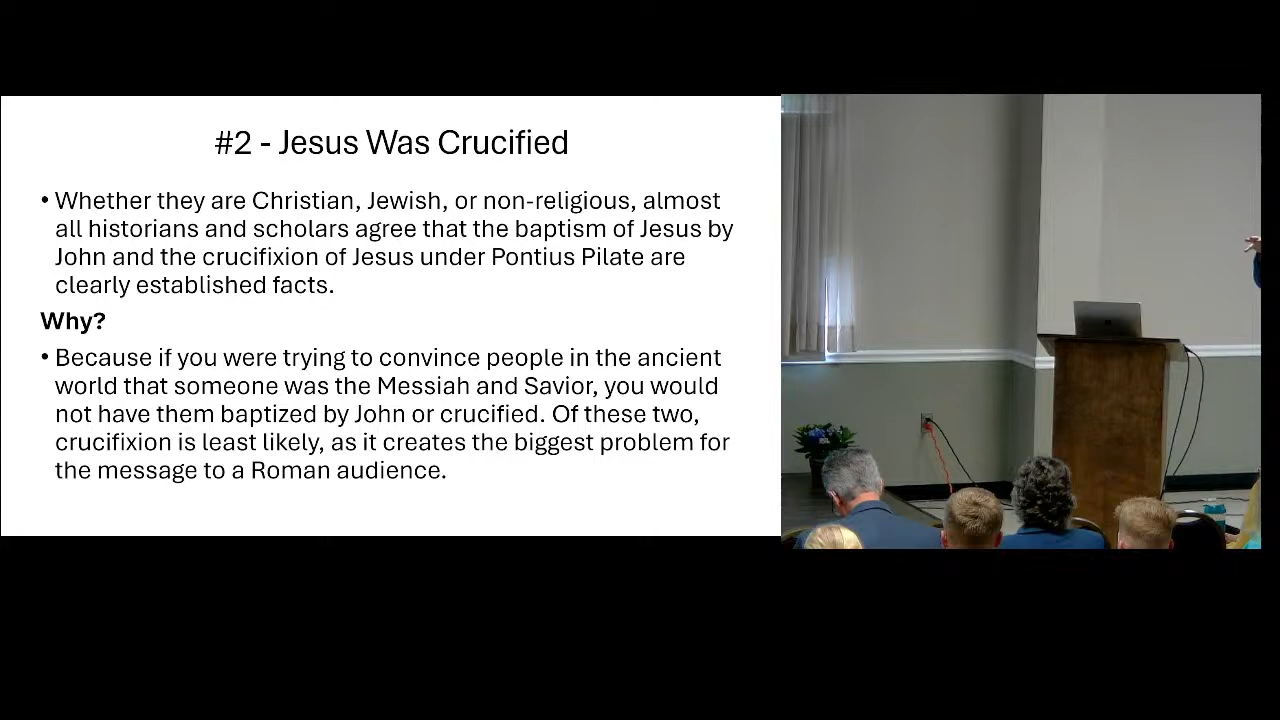 #2 - Jesus Was Crucified
• Whether they are Christian, Jewish, or non-religious, almost
all historians and scholars agree that the baptism of Jesus by
John and the crucifixion of Jesus under Pontius Pilate are
clearly established facts.
Why?
• Because if you were trying to convince people in the ancient
world that someone was the Messiah and Savior, you would
not have them baptized by John or crucified. Of these two,
crucifixion is least likely, as it creates the biggest problem for
the message to a Roman audience.